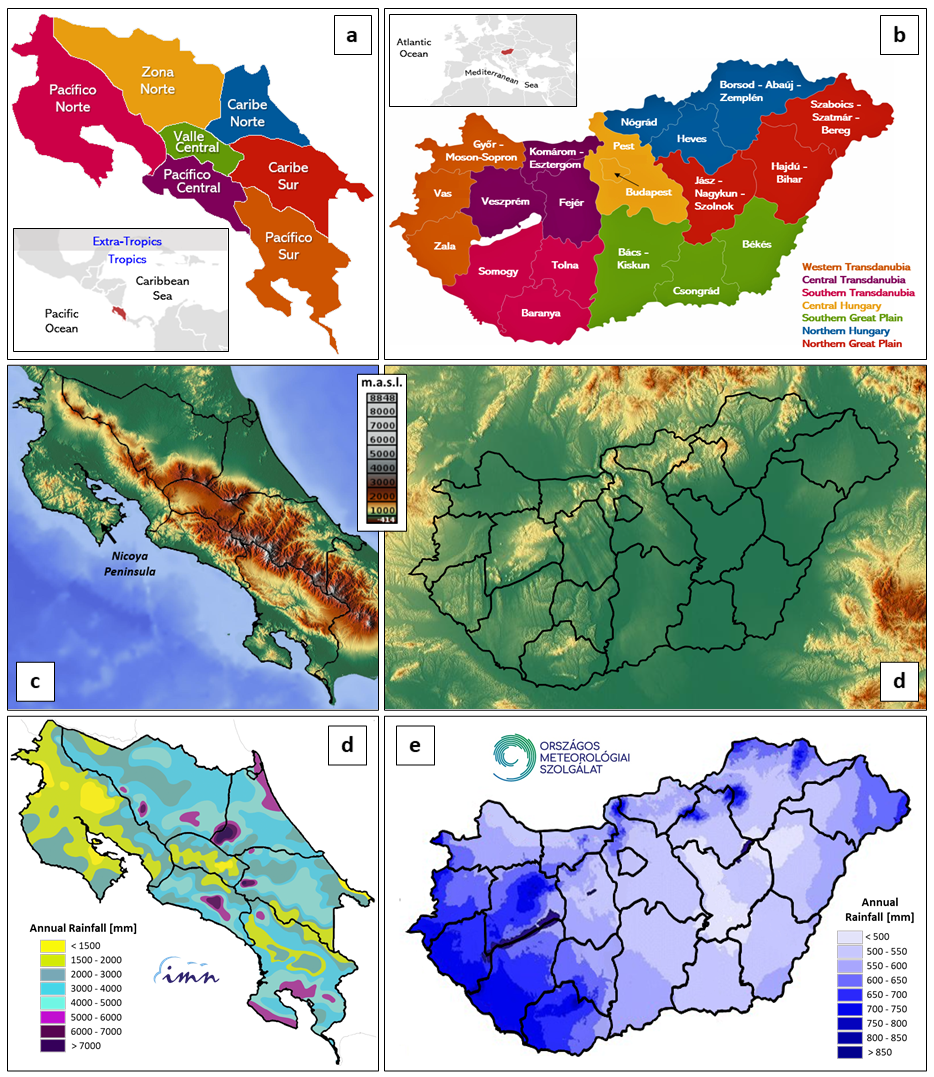 a
Zona
Norte
Pacífico
Norte
Caribe
Norte
Valle
Central
Pacífico
Central
Caribe
Sur
Pacífico
Sur
Extra-Tropics
Tropics
Caribbean
Sea
Pacific
Ocean
b
Atlantic
Ocean
Mediterranean Sea
Borsod – Abaúj –
Zemplén
Szaboics –
Szatmár –
Bereg
Nógrád
Heves
Pest
Győr –
Moson-Sopron
Komárom –
Esztergom
Hajdú –
Bihar
Jász –
Nagykun –
Szolnok
Budapest
Vas
Veszprém
Fejér
Zala
Bács –
Kiskun
Békés
Tolna
Somogy
Csongrád
Baranya
Western Transdanubia
Central Transdanubia
Southern Transdanubia
Central Hungary
Southern Great Plain
Northern Hungary
Northern Great Plain
m.a.s.l.
8848
8000
7000
6000
5000
4000
3000
2000
1000
-414
Nicoya
Peninsula
c
d
d
Annual Rainfall [mm]
< 1500
1500 - 2000
2000 - 3000
3000 - 4000
4000 - 5000
5000 - 6000
6000 - 7000
> 7000
imn
e
ORSZÁGOS
METEOROLÓGIAI
SZOLGÁLAT
Annual
Rainfall [mm]
< 500
500 - 550
550 - 600
600 - 650
650 - 700
700 - 750
750 - 800
800 - 850
> 850